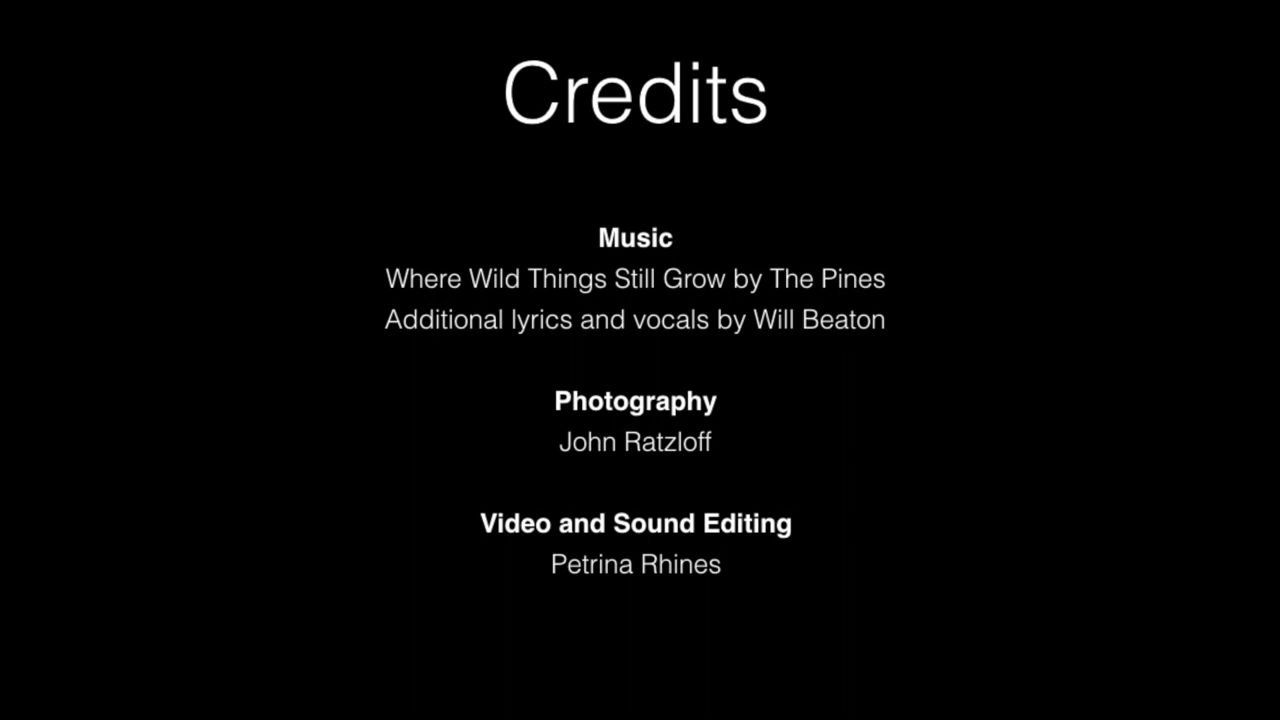 Credits
Music
Where Wild Things Still Grow by The Pines
Additional lyrics and vocals by Will Beaton
Photography
John Ratzloff
Video and Sound Editing
Petrina Rhines